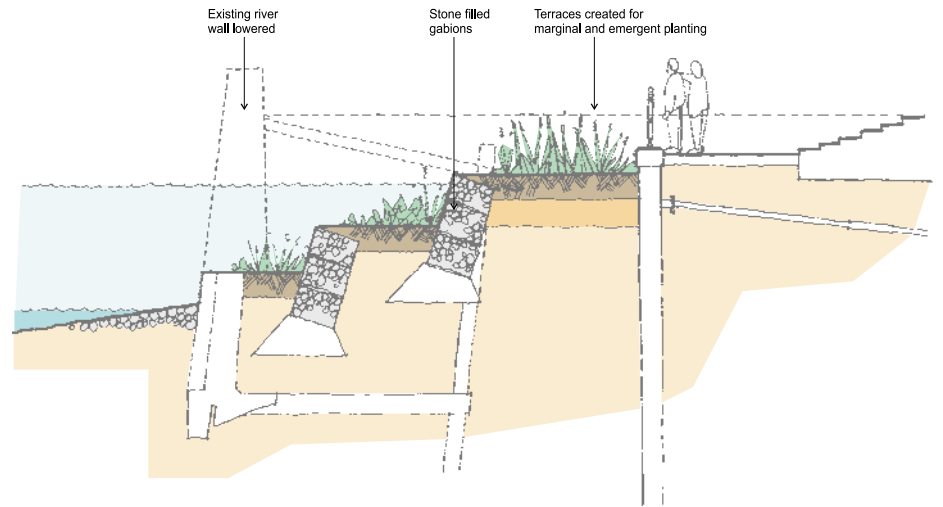 Existing river
wall lowered
Stone filled
gabions
Terraces created for
marginal and emergent planting